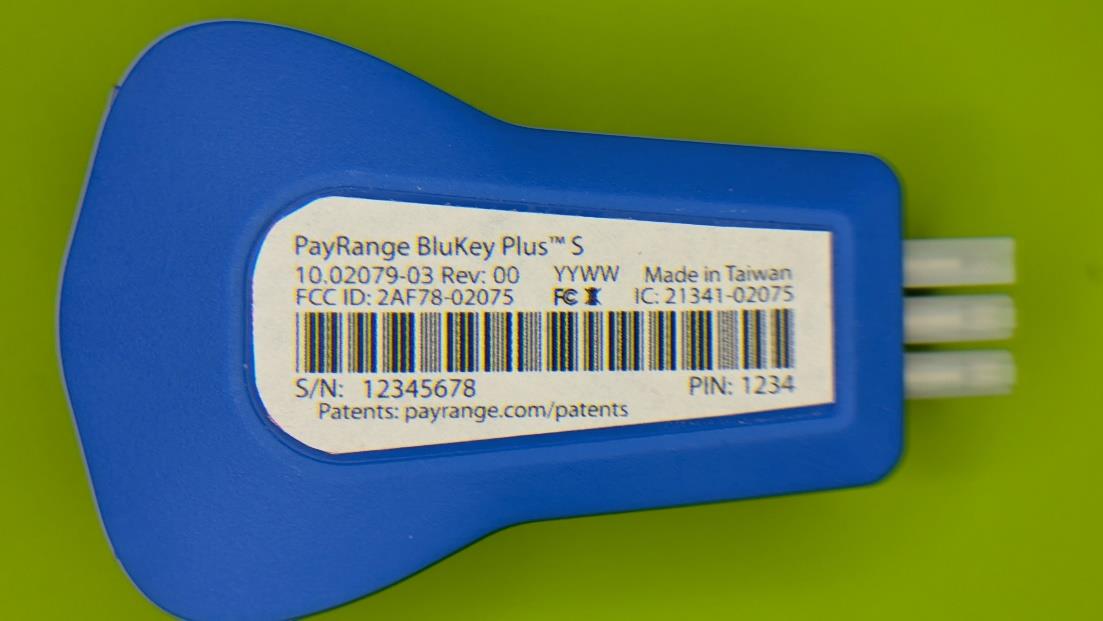 PayRange BluKey Plus™ S
10.02079-03 Rev: 00 YYWW Made in Taiwan
FCC ID: 2AF78-02075 FC IC: 21341-02075
S/N: 12345678 PIN: 1234
Patents: payrange.com/patents